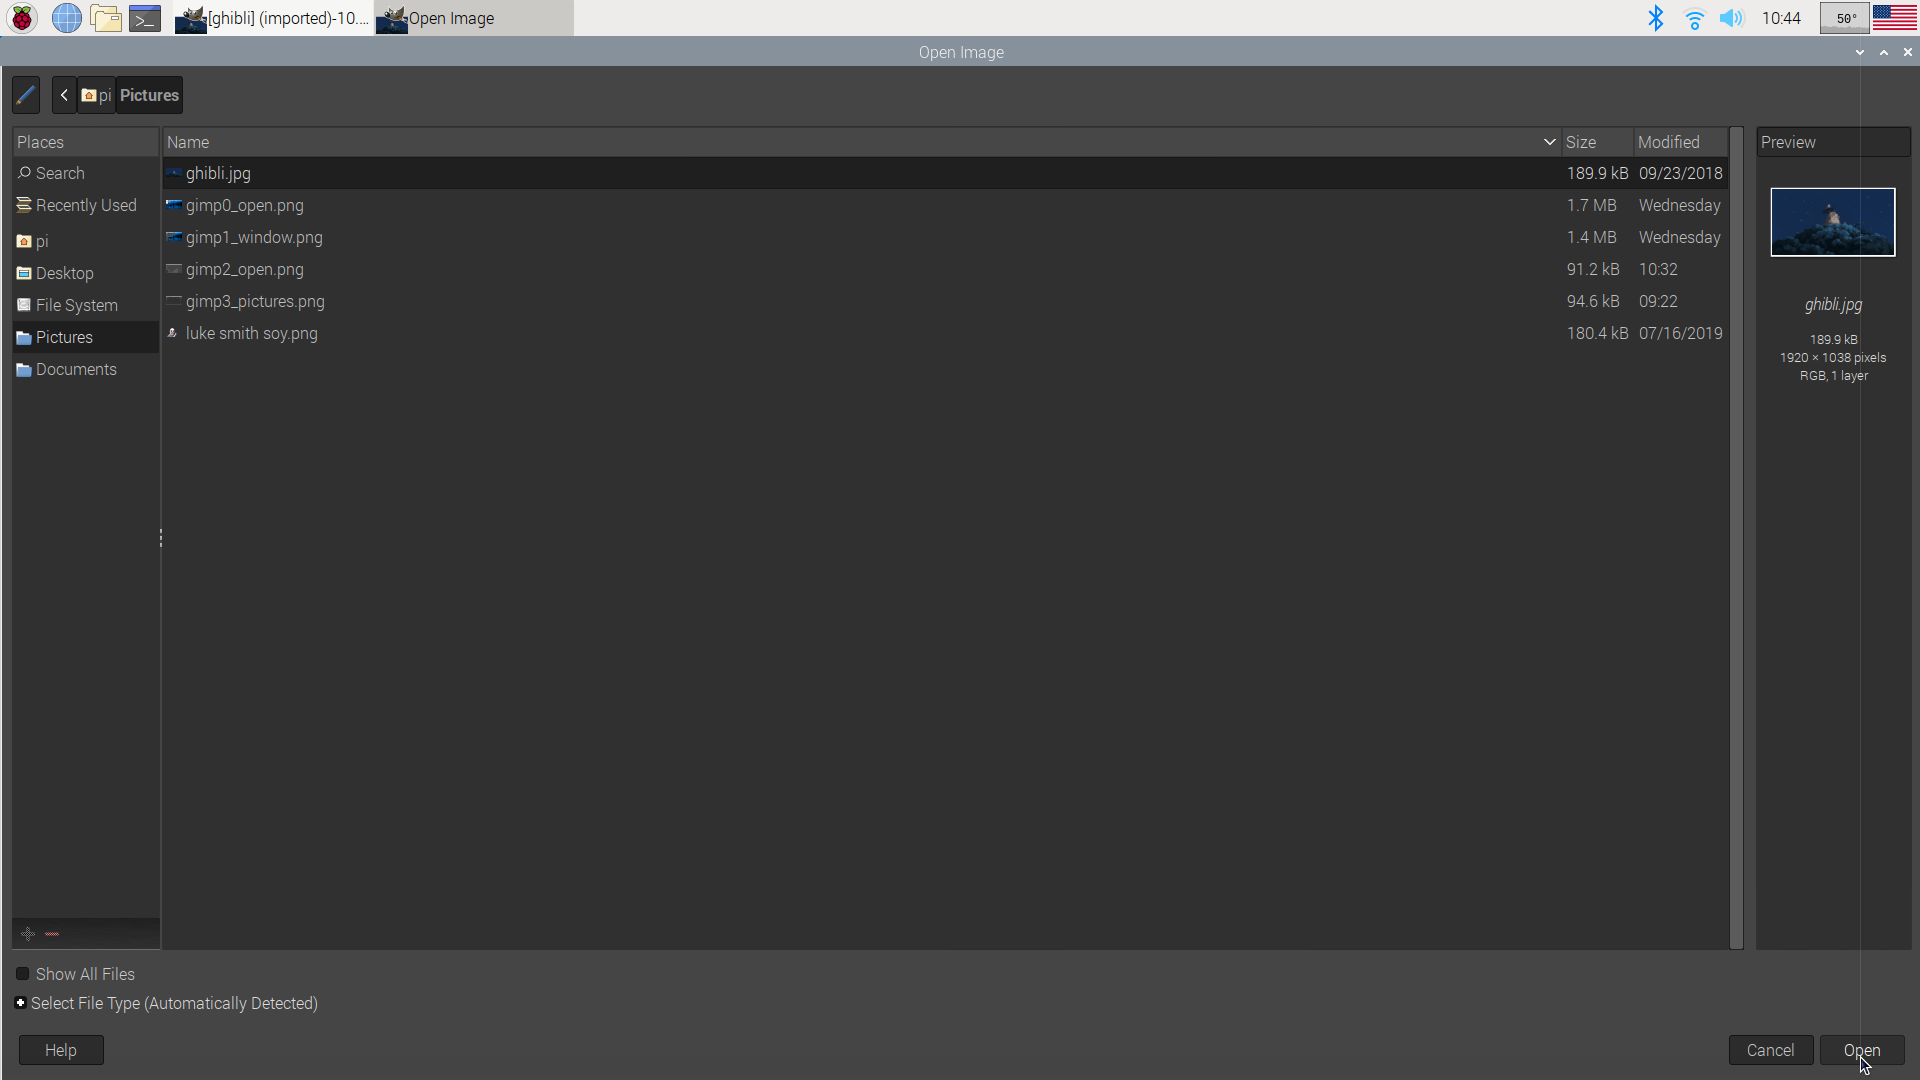 [ghibli] (imported)-10.... Open Image 10:44 50°
Open Image
pi Pictures
Places Name Size Modified Preview
Search ghibli.jpg 189.9 kB 09/23/2018
Recently Used gimp0_open.png 1.7 MB Wednesday
pi gimp1_window.png 1.4 MB Wednesday
Desktop gimp2_open.png 91.2 kB 10:32
File System gimp3_pictures.png 94.6 kB 09:22
Pictures luke smith soy.png 180.4 kB 07/16/2019
Documents
ghibli.jpg
189.9 kB
1920 × 1038 pixels
RGB, 1 layer
Show All Files
Select File Type (Automatically Detected)
Help Cancel Open